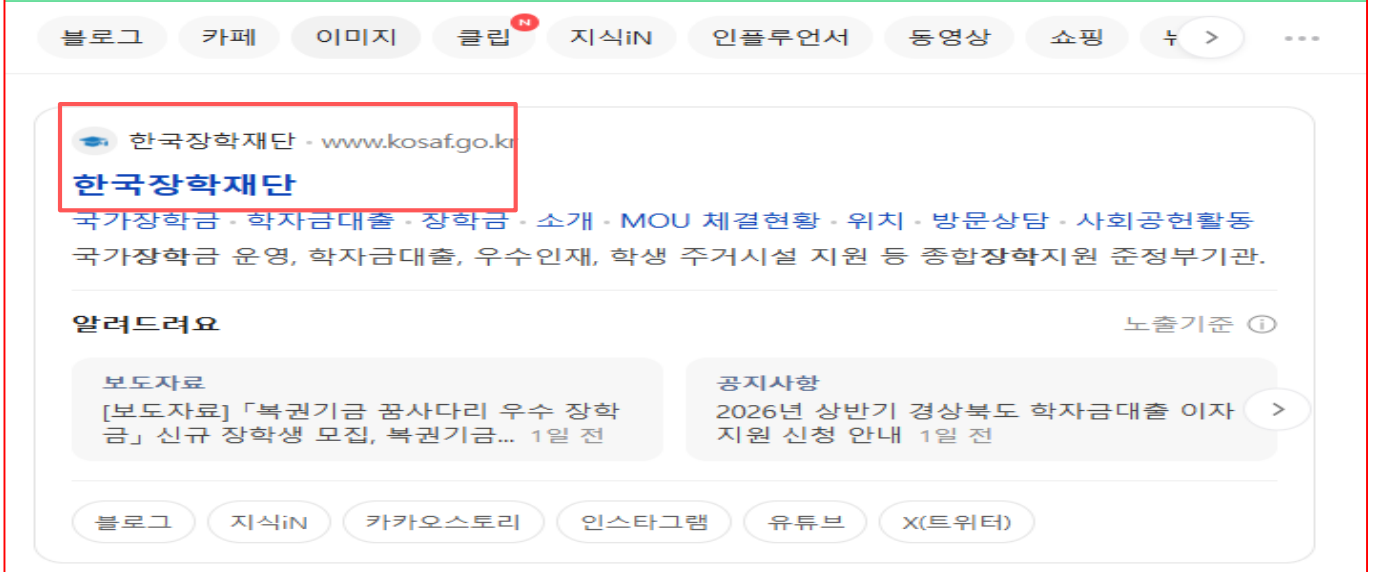 블로그 카페 이미지 클립 N 지식iN 인플루언서 동영상 쇼핑
한국장학재단 · www.kosaf.go.kr
한국장학재단
국가장학금 · 학자금대출 · 장학금 · 소개 · MOU 체결현황 · 위치 · 방문상담 · 사회공헌활동
국가장학금 운영, 학자금대출, 우수인재, 학생 주거시설 지원 등 종합장학지원 준정부기관.
알려드려요 노출기준
보도자료
[보도자료]「복권기금 꿈사다리 우수 장학
금」신규 장학생 모집, 복권기금... 1일 전
공지사항
2026년 상반기 경상북도 학자금대출 이자
지원 신청 안내 1일 전
블로그 지식iN 카카오스토리 인스타그램 유튜브 X(트위터)